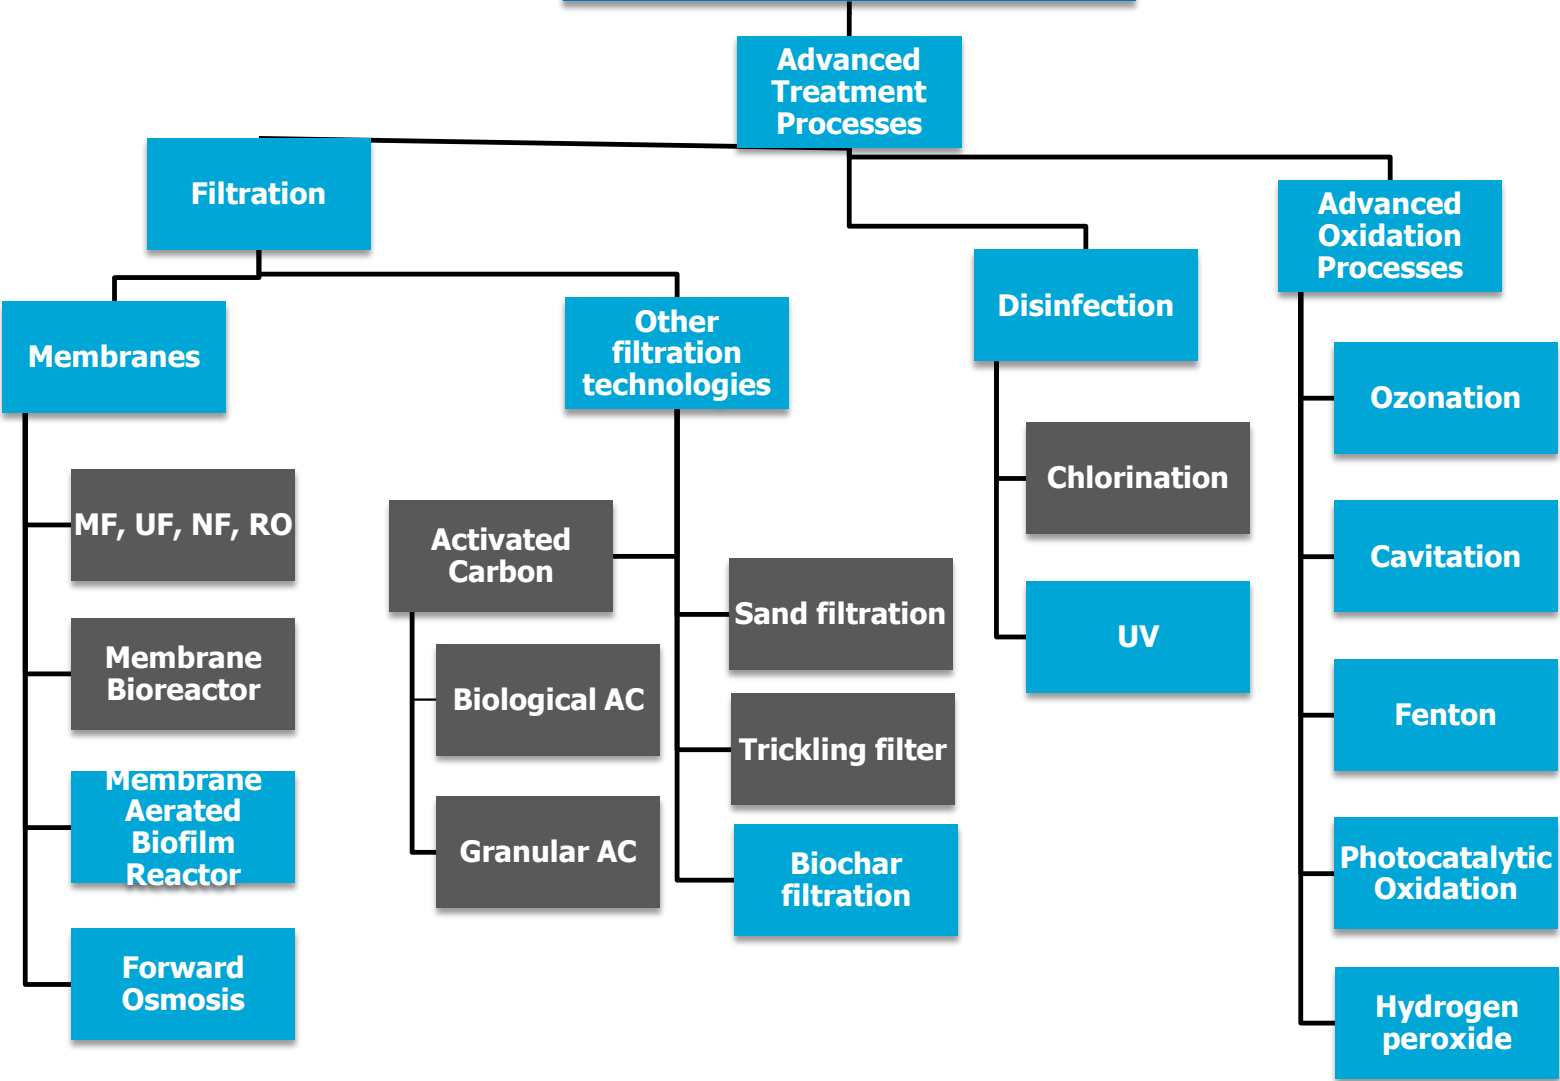 Advanced
Treatment
Processes
Filtration
Advanced
Oxidation
Processes
Disinfection
Membranes
Other
filtration
technologies
Ozonation
Chlorination
MF, UF, NF, RO
Activated
Carbon
Cavitation
Sand filtration
UV
Membrane
Bioreactor
Biological AC
Fenton
Trickling filter
Membrane
Aerated
Biofilm
Reactor
Granular AC
Biochar
filtration
Photocatalytic
Oxidation
Forward
Osmosis
Hydrogen
peroxide